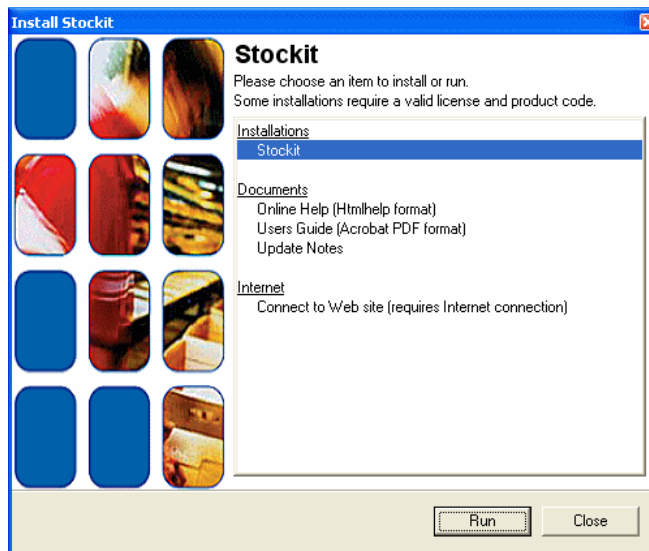 Install Stockit
Stockit
Please choose an item to install or run.
Some installations require a valid license and product code.
Installations
Stockit
Documents
Online Help (Htmlhelp format)
Users Guide (Acrobat PDF format)
Update Notes
Internet
Connect to Web site (requires Internet connection)
Run
Close